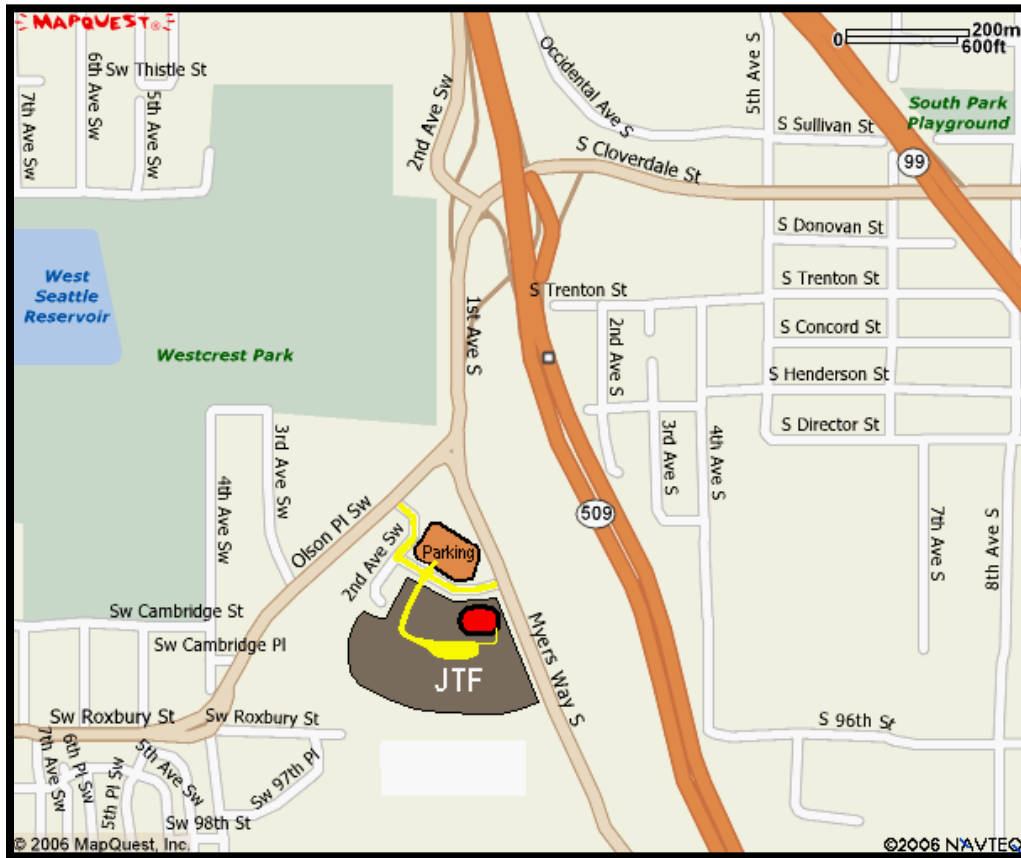 MAPQUEST®
200m
0
600ft
Sw Thistle St
7th Ave Sw
6th Ave Sw
5th Ave Sw
2nd Ave Sw
Occidental Ave S
5th Ave S
South Park
Playground
S Sullivan St
S Cloverdale St
99
S Donovan St
West
Seattle
Reservoir
S Trenton St
S Trenton St
1st Ave S
2nd Ave S
S Concord St
Westcrest Park
S Henderson St
S Director St
3rd Ave Sw
4th Ave Sw
3rd Ave S
4th Ave S
Olson Pl Sw
509
7th Ave S
8th Ave S
Parking
2nd Ave Sw
Sw Cambridge St
Sw Cambridge Pl
Myers Way S
JTF
Sw Roxbury St
Sw Roxbury St
S 96th St
7th Ave Sw
6th Pl Sw
5th Pl Sw
5th Ave Sw
Sw 97th Pl
Sw 98th St
© 2006 MapQuest, Inc.
©2006 NAVTEQ